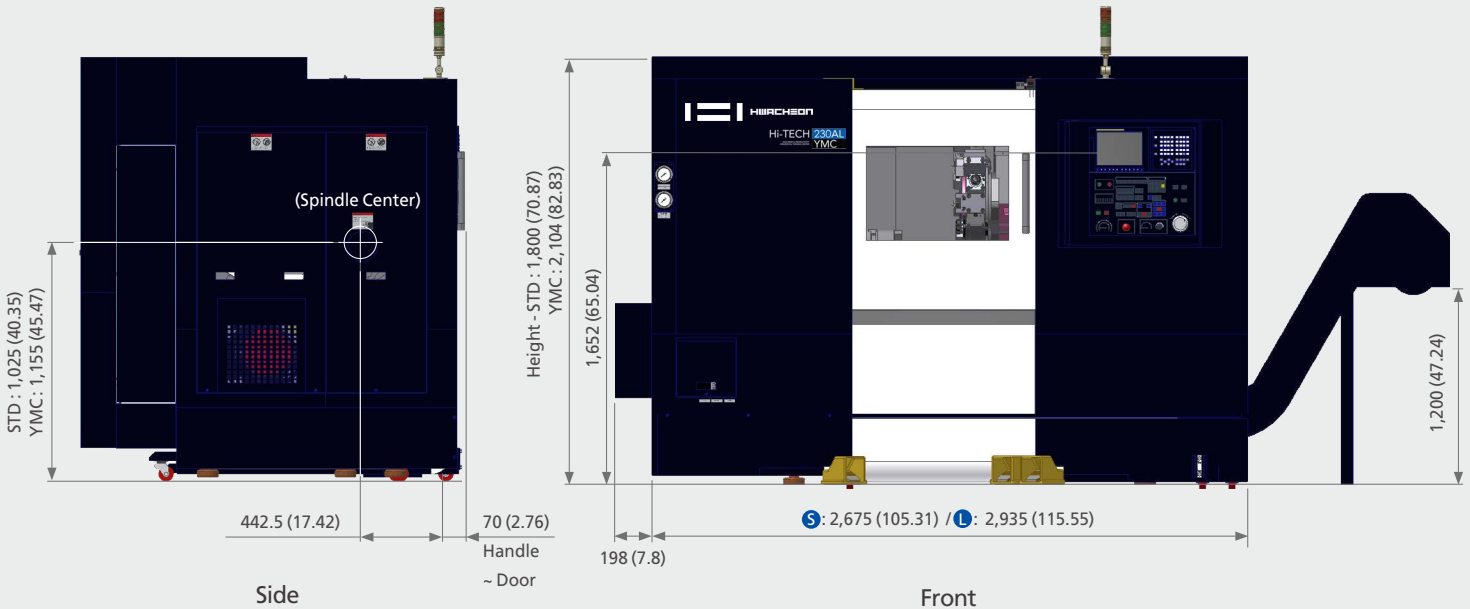 (Spindle Center)
STD : 1,025 (40.35)
YMC: 1,155 (45.47)
442.5 (17.42)
70 (2.76)
Handle
~ Door
Side
HWACHEON
Hi-TECH 230AL
YMC
Height - STD : 1,800 (70.87)
YMC : 2,104 (82.83)
1,652 (65.04)
1,200 (47.24)
S : 2,675 (105.31) / L : 2,935 (115.55)
198 (7.8)
Front